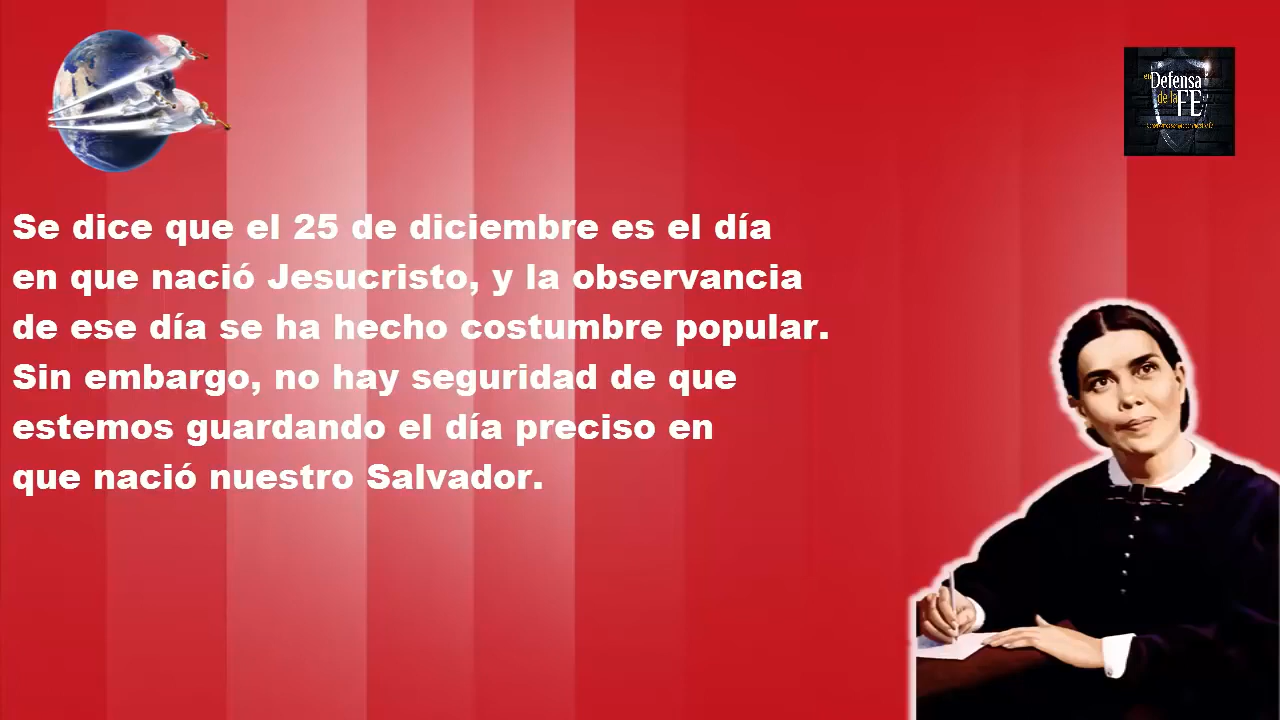 en
Defensa
de la
FE
Se dice que el 25 de diciembre es el día
en que nació Jesucristo, y la observancia
de ese día se ha hecho costumbre popular.
Sin embargo, no hay seguridad de que
estemos guardando el día preciso en
que nació nuestro Salvador.